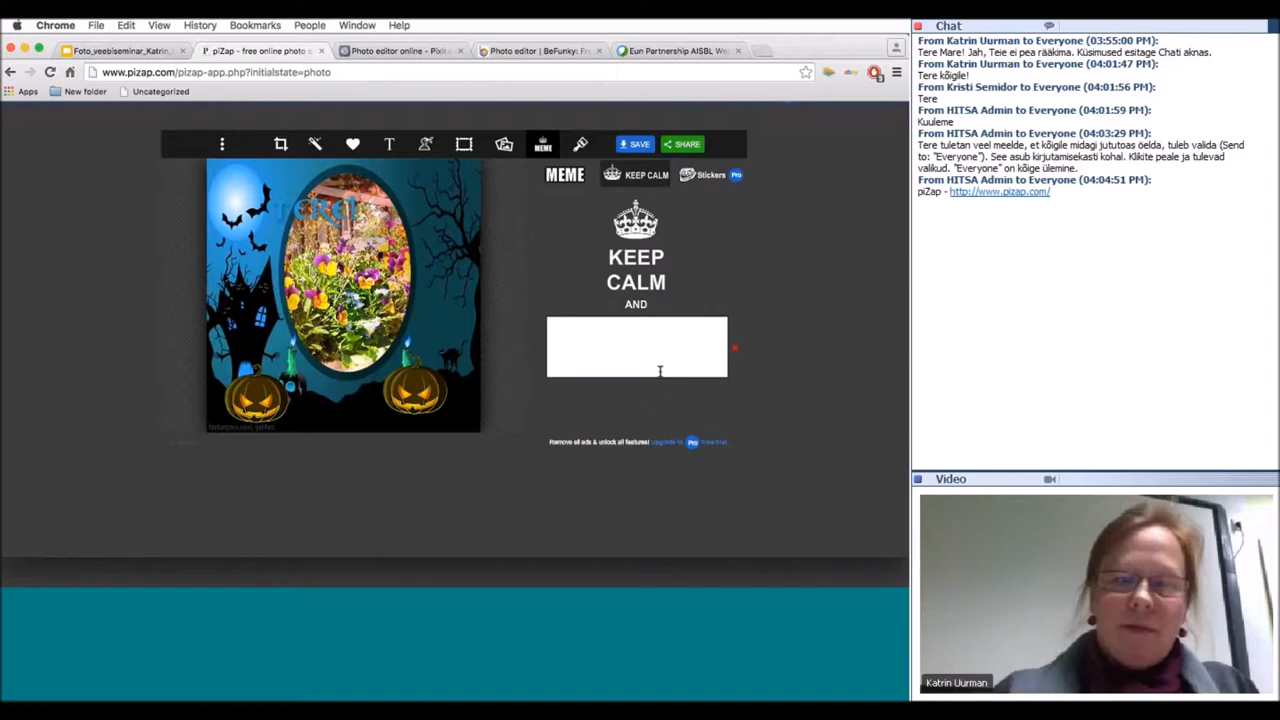 Chrome File Edit View History Bookmarks People Window Help
Foto_veebiseminar_Katrin_
piZap - free online photo
Photo editor online - Pixlr
Photo editor | BeFunky: F
Eun Partnership AISBL We
www.pizap.com/pizap-app.php?initialstate=photo
Apps New folder Uncategorized
T MEME SAVE SHARE
MEME KEEP CALM Stickers Pro
Tere!
KEEP
CALM
AND
Remove all ads & unlock all features! Upgrade to Pro Free trial
Chat
From Katrin Uurman to Everyone (03:55:00 PM):
Tere Mare! Jah, Teie ei pea rääkima. Küsimused esitage Chati aknas.
From Katrin Uurman to Everyone (04:01:47 PM):
Tere kõigile!
From Kristi Semidor to Everyone (04:01:56 PM):
Tere
From HITSA Admin to Everyone (04:01:59 PM):
Kuuleme
From HITSA Admin to Everyone (04:03:29 PM):
Tere tuletan veel meelde, et kõigile midagi jututoas öelda, tuleb valida (Send
to: "Everyone"). See asub kirjutamisekasti kohal. Klikite peale ja tulevad
valikud. "Everyone" on kõige ülemine.
From HITSA Admin to Everyone (04:04:51 PM):
piZap - http://www.pizap.com/
Video
Katrin Uurman